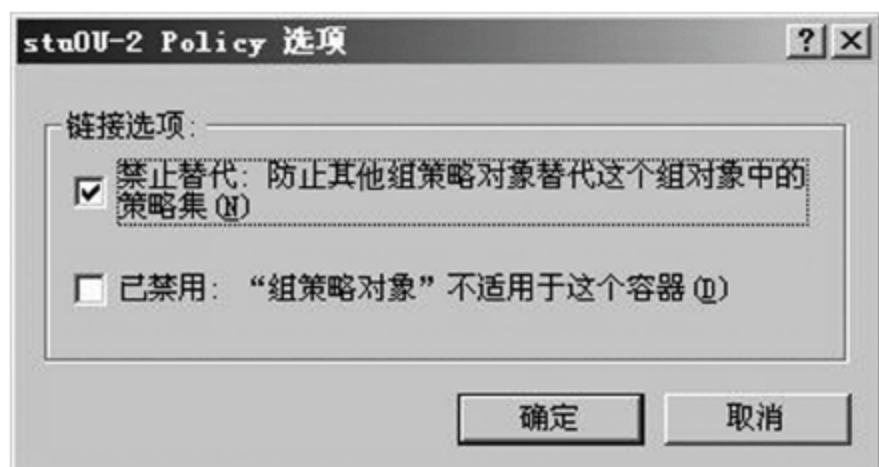 stuOU-2 Policy 选项
链接选项:
禁止替代: 防止其他组策略对象替代这个组对象中的
策略集(N)
已禁用: “组策略对象”不适用于这个容器(D)
确定
取消